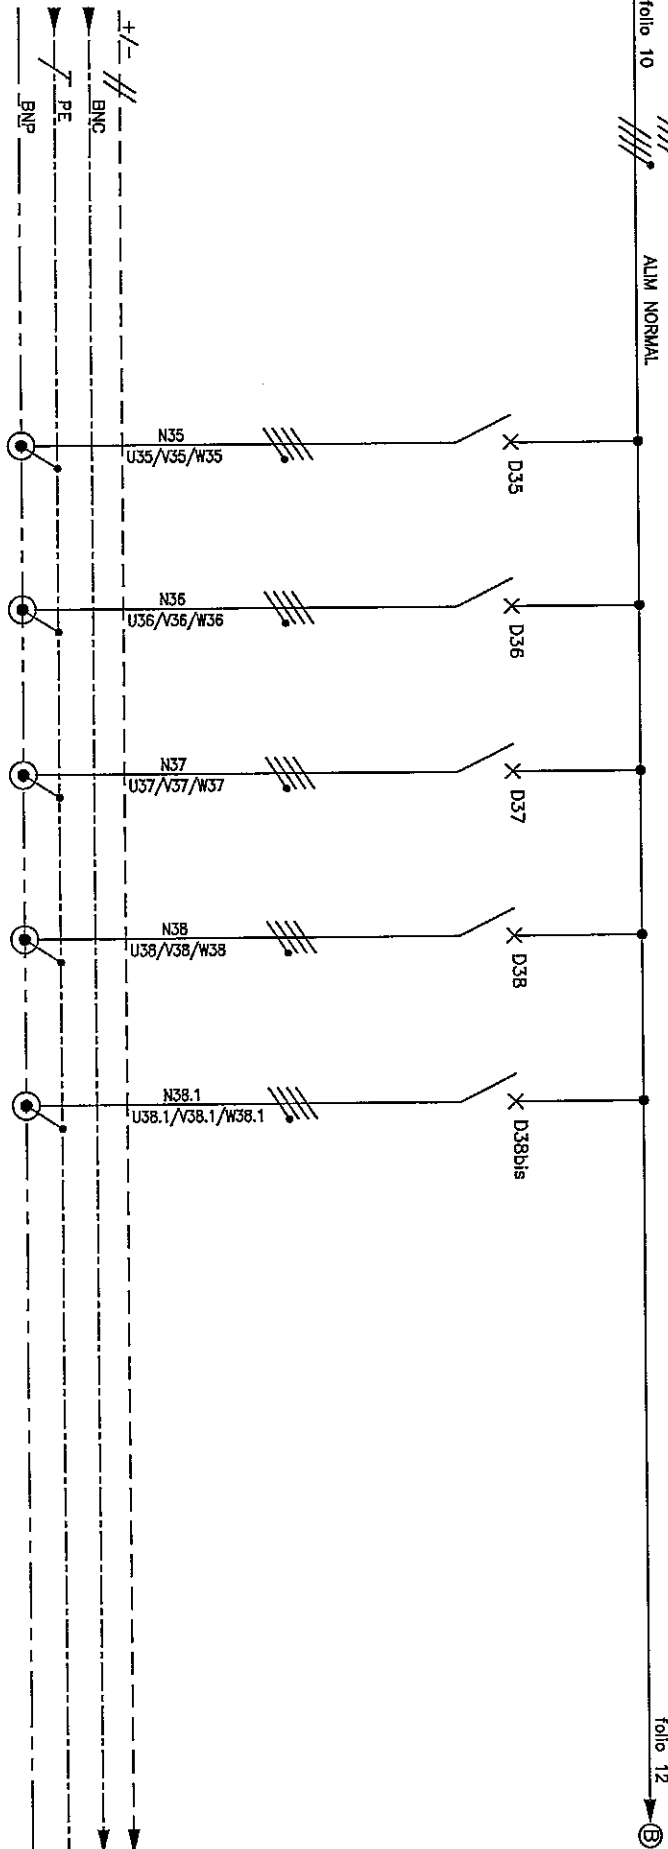 folio 10
ALIM NORMAL
+/-
BNC
PE
BNP
N35
U35/V35/W35
D35
N36
U36/V36/W36
D36
N37
U37/V37/W37
D37
N38
U38/V38/W38
D38
N38.1
U38.1/V38.1/W38.1
D38bis
folio 12
B